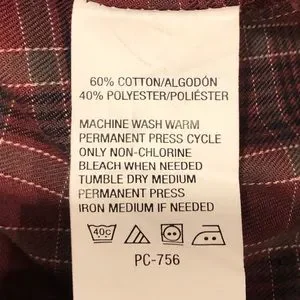 60% COTTON/ALGODÓN
40% POLYESTER/POLIÉSTER
MACHINE WASH WARM
PERMANENT PRESS CYCLE
ONLY NON-CHLORINE
BLEACH WHEN NEEDED
TUMBLE DRY MEDIUM
PERMANENT PRESS
IRON MEDIUM IF NEEDED
40c
PC-756